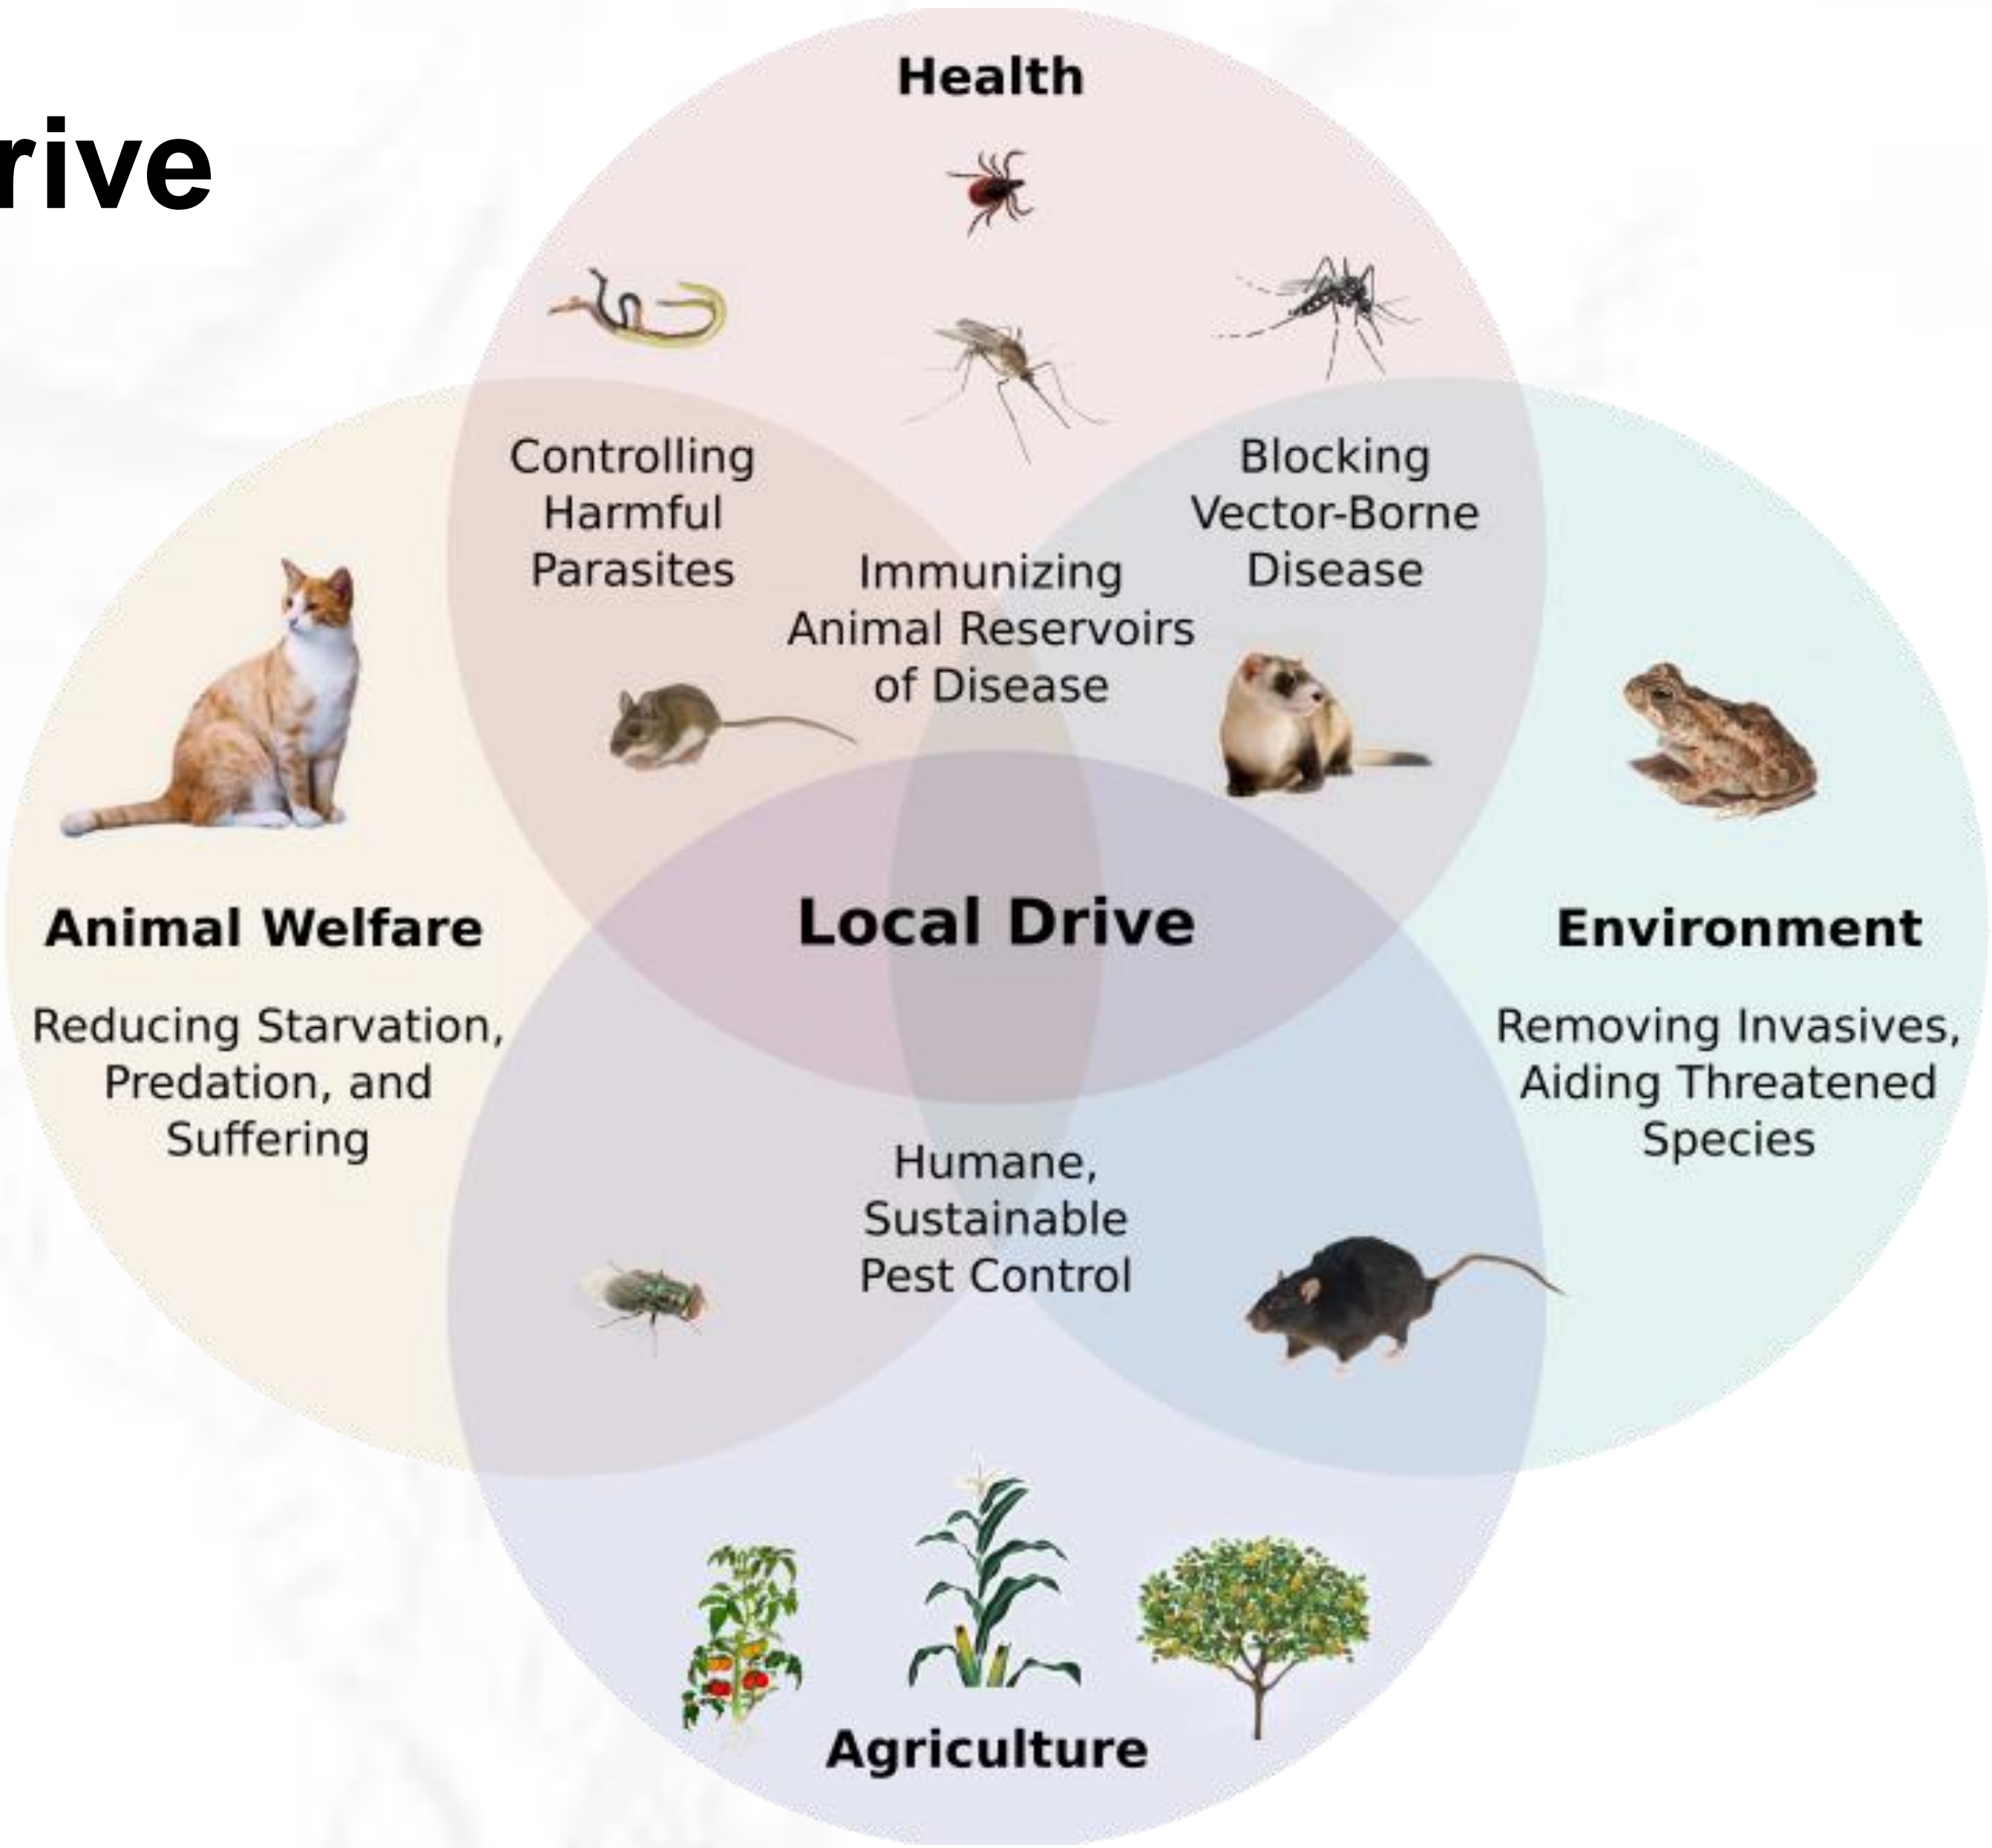 rive
Health
Controlling
Harmful
Parasites
Blocking
Vector-Borne
Disease
Immunizing
Animal Reservoirs
of Disease
Local Drive
Animal Welfare
Reducing Starvation,
Predation, and
Suffering
Environment
Removing Invasives,
Aiding Threatened
Species
Humane,
Sustainable
Pest Control
Agriculture